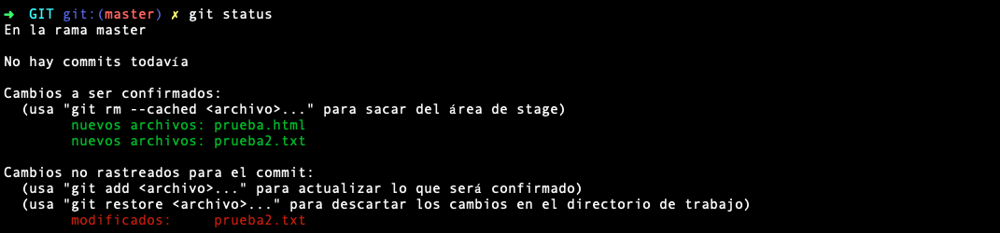 ➜  GIT git:(master) ✗ git status
En la rama master
No hay commits todavía
Cambios a ser confirmados:
  (usa "git rm --cached <archivo>..." para sacar del área de stage)
        nuevos archivos: prueba.html
        nuevos archivos: prueba2.txt
Cambios no rastreados para el commit:
  (usa "git add <archivo>..." para actualizar lo que será confirmado)
  (usa "git restore <archivo>..." para descartar los cambios en el directorio de trabajo)
        modificados:     prueba2.txt